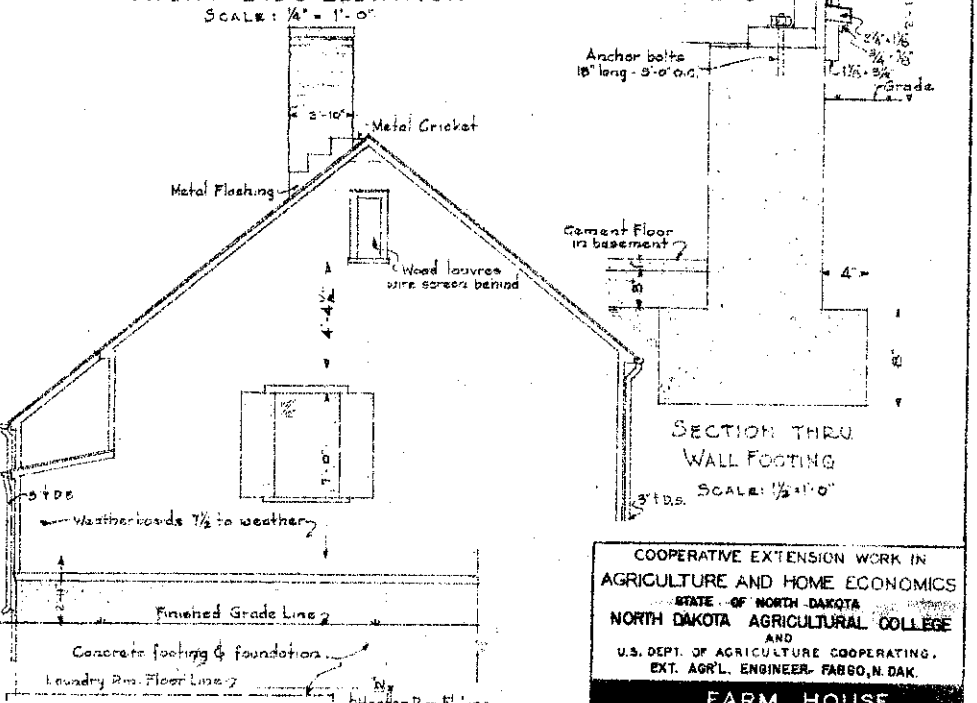 SCALE: ¼" = 1'-0"
3'-10"
Metal Cricket
Metal Flashing
Wood louvres
wire screen behind
4'-4½"
7'-0"
Weatherboards 7½ to weather
2'-11"
Finished Grade Line
Concrete footing & foundation
Laundry Rm. Floor Line
3" D.S.
Anchor bolts
18" long - 5'-0" o.c.
Grade
Cement Floor
in basement
4"
8"
SECTION THRU
WALL FOOTING
SCALE: 1½"=1'-0"
COOPERATIVE EXTENSION WORK IN
AGRICULTURE AND HOME ECONOMICS
STATE OF NORTH DAKOTA
NORTH DAKOTA AGRICULTURAL COLLEGE
AND
U.S. DEPT. OF AGRICULTURE COOPERATING.
EXT. AGR'L. ENGINEER- FARGO, N. DAK.
FARM HOUSE